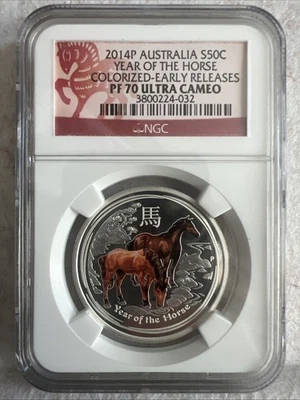 2014P AUSTRALIA S50C
YEAR OF THE HORSE
COLORIZED-EARLY RELEASES
PF 70 ULTRA CAMEO
3800224-032
NGC
馬
P
Year of the Horse